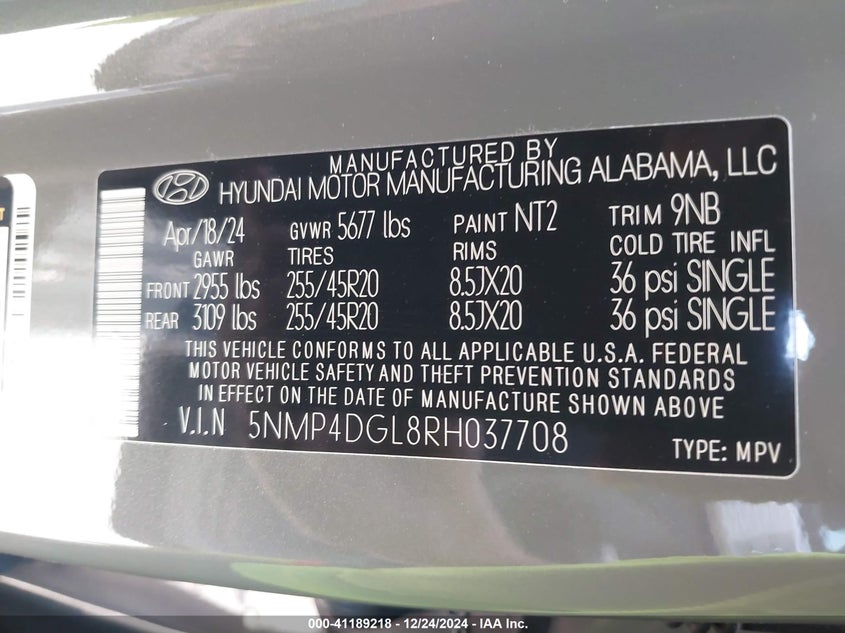 MANUFACTURED BY
HYUNDAI MOTOR MANUFACTURING ALABAMA, LLC
Apr/18/24 GVWR 5677 lbs PAINT NT2 TRIM 9NB
GAWR TIRES RIMS COLD TIRE INFL
FRONT 2955 lbs 255/45R20 8.5JX20 36 psi SINGLE
REAR 3109 lbs 255/45R20 8.5JX20 36 psi SINGLE
THIS VEHICLE CONFORMS TO ALL APPLICABLE U.S.A. FEDERAL
MOTOR VEHICLE SAFETY AND THEFT PREVENTION STANDARDS
IN EFFECT ON THE DATE OF MANUFACTURE SHOWN ABOVE
V.I.N 5NMP4DGL8RH037708
TYPE: MPV
000-41189218 - 12/24/2024 - IAA Inc.